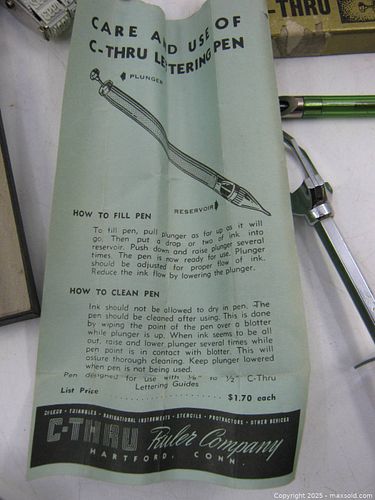 CARE AND USE OF
C-THRU LETTERING PEN
-THRU
PLUNGER
RESERVOIR
HOW TO FILL PEN
To fill pen, pull plunger as far up as it will
go. Then put a drop or two of ink into
reservoir. Push down and raise plunger several
times. The pen is now ready for use. Plunger
should be adjusted for proper flow of ink.
Reduce the ink flow by lowering the plunger.
HOW TO CLEAN PEN
Ink should not be allowed to dry in pen. The
pen should be cleaned after using. This is done
by wiping the point of the pen over a blotter
while plunger is up. When ink seems to be all
out, raise and lower plunger several times while
pen point is in contact with blotter. This will
assure thorough cleaning. Keep plunger lowered
when pen is not being used.
Pen designed for use with to ½" C-Thru
Lettering Guides
List Price ........................ $1.70 each
TRIANGLES • NAVIGATIONAL INSTRUMENTS • STENCILS • PROTRACTORS • OTHER DEVICES
C-THRU Ruler Company
HARTFORD, CONN.
© 2025 - maxsold.com